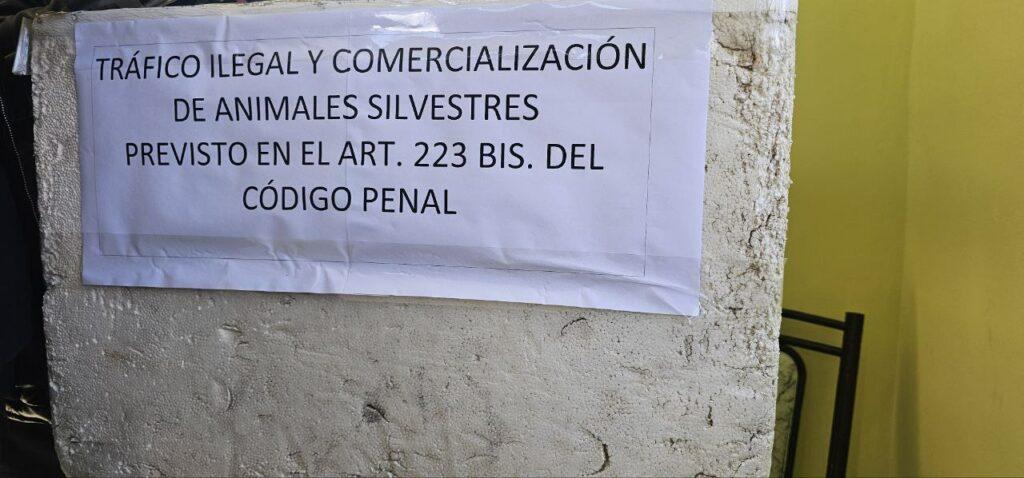 TRÁFICO ILEGAL Y COMERCIALIZACIÓN
DE ANIMALES SILVESTRES
PREVISTO EN EL ART. 223 BIS. DEL
CÓDIGO PENAL